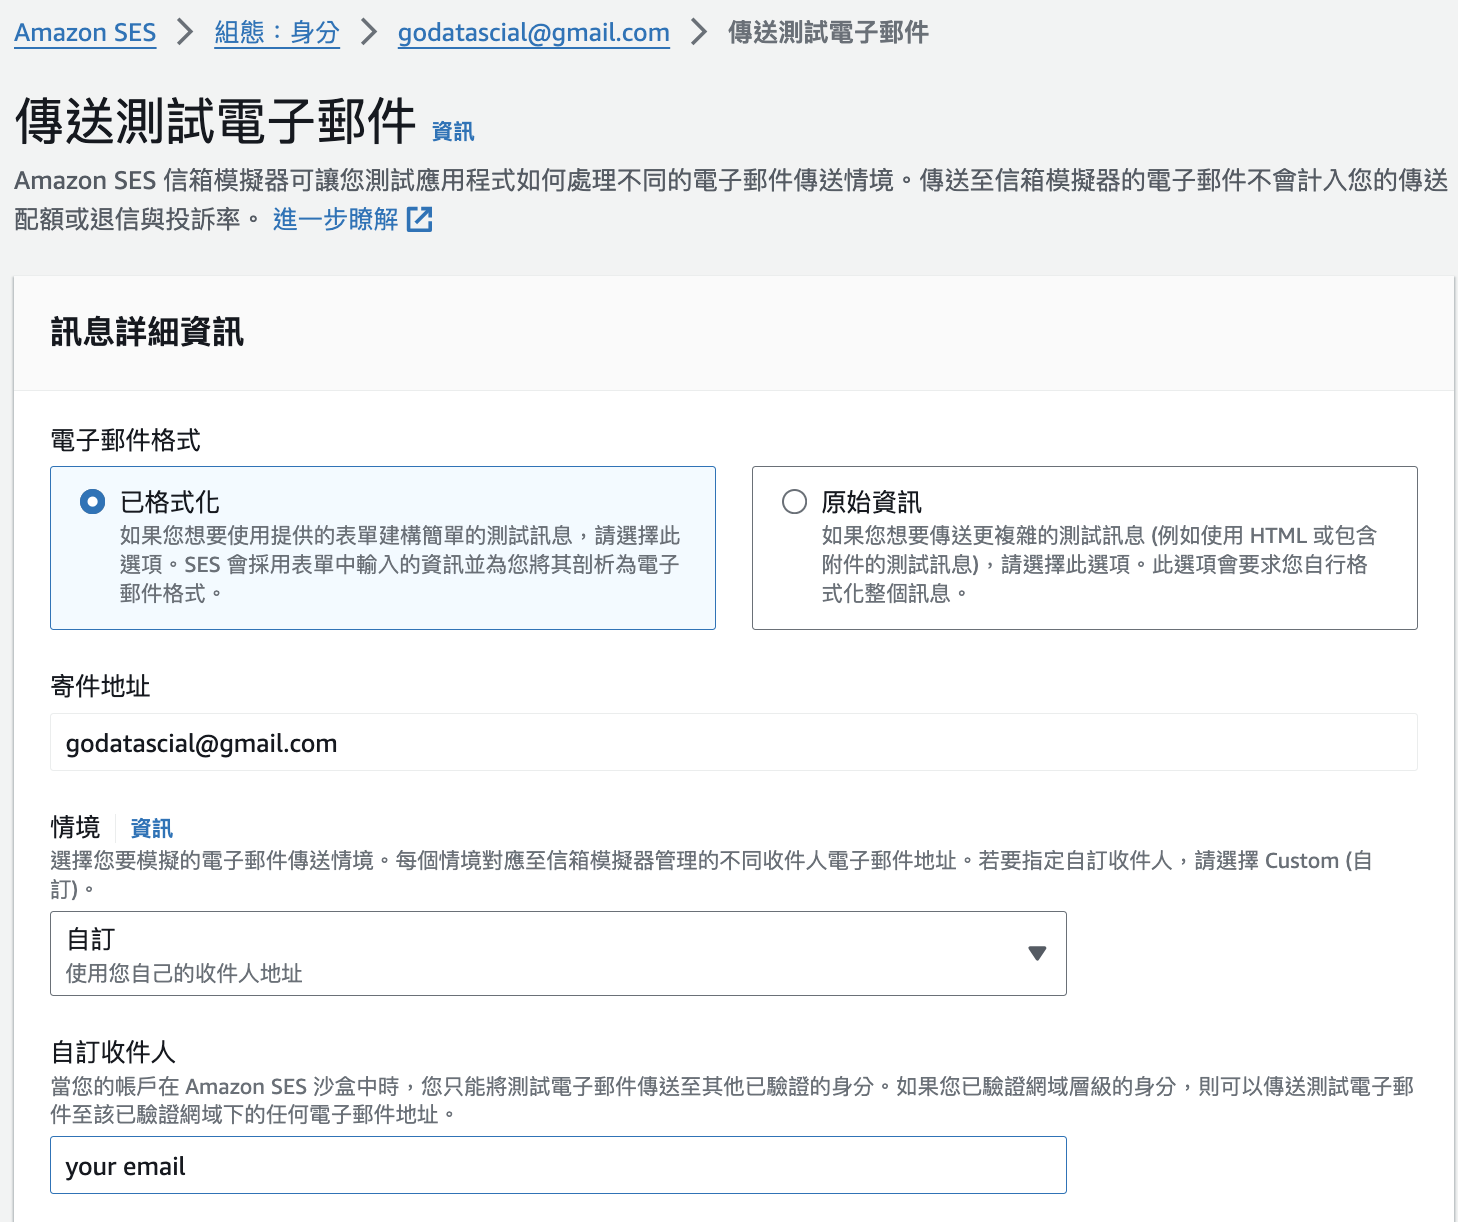 Amazon SES > 組態：身分 > godatascial@gmail.com > 傳送測試電子郵件
傳送測試電子郵件 資訊
Amazon SES 信箱模擬器可讓您測試應用程式如何處理不同的電子郵件傳送情境。傳送至信箱模擬器的電子郵件不會計入您的傳送
配額或退信與投訴率。 進一步瞭解
訊息詳細資訊
電子郵件格式
已格式化
如果您想要使用提供的表單建構簡單的測試訊息，請選擇此
選項。SES 會採用表單中輸入的資訊並為您將其剖析為電子
郵件格式。
原始資訊
如果您想要傳送更複雜的測試訊息 (例如使用 HTML 或包含
附件的測試訊息)，請選擇此選項。此選項會要求您自行格
式化整個訊息。
寄件地址
godatascial@gmail.com
情境 資訊
選擇您要模擬的電子郵件傳送情境。每個情境對應至信箱模擬器管理的不同收件人電子郵件地址。若要指定自訂收件人，請選擇 Custom (自
訂)。
自訂
使用您自己的收件人地址
自訂收件人
當您的帳戶在 Amazon SES 沙盒中時，您只能將測試電子郵件傳送至其他已驗證的身分。如果您已驗證網域層級的身分，則可以傳送測試電子郵
件至該已驗證網域下的任何電子郵件地址。
your email